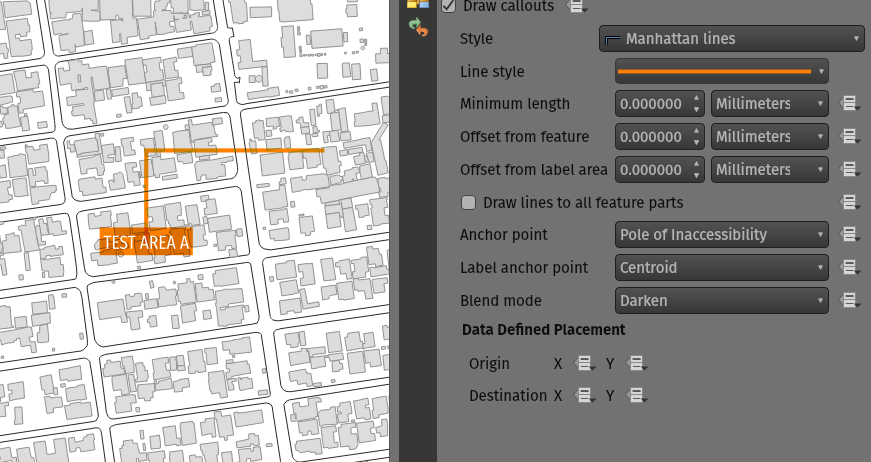 Draw callouts
Style Manhattan lines
Line style
Minimum length 0.000000 Millimeters
Offset from feature 0.000000 Millimeters
Offset from label area 0.000000 Millimeters
Draw lines to all feature parts
Anchor point Pole of Inaccessibility
TEST AREA A
Label anchor point Centroid
Blend mode Darken
Data Defined Placement
Origin X Y
Destination X Y